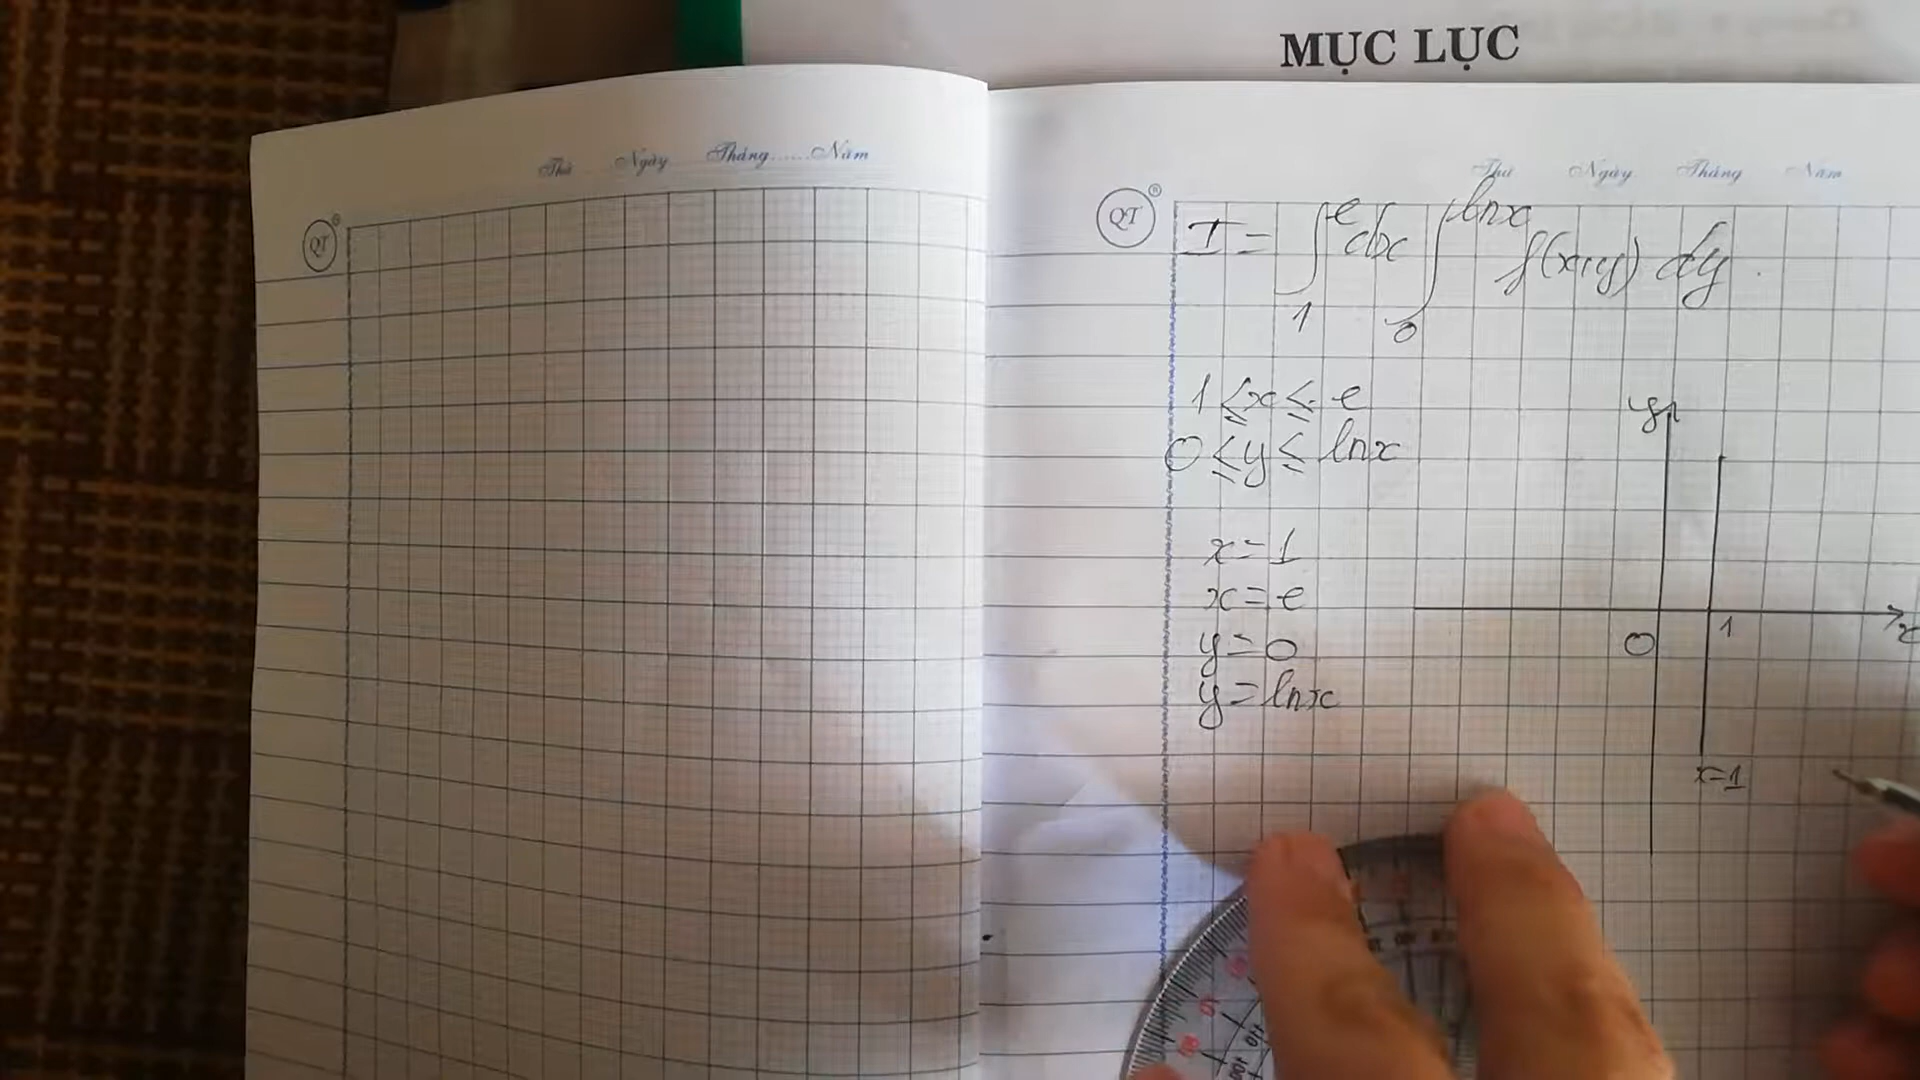 MỤC LỤC
Thứ Ngày Tháng......Năm
Thứ Ngày Tháng Năm
QT
QT
I = ∫₁ᵉ dx ∫₀^{lnx} f(x,y) dy.
1 ≤ x ≤ e
0 ≤ y ≤ lnx
x = 1
x = e
y = 0
y = lnx
y
O
1
x
x=1